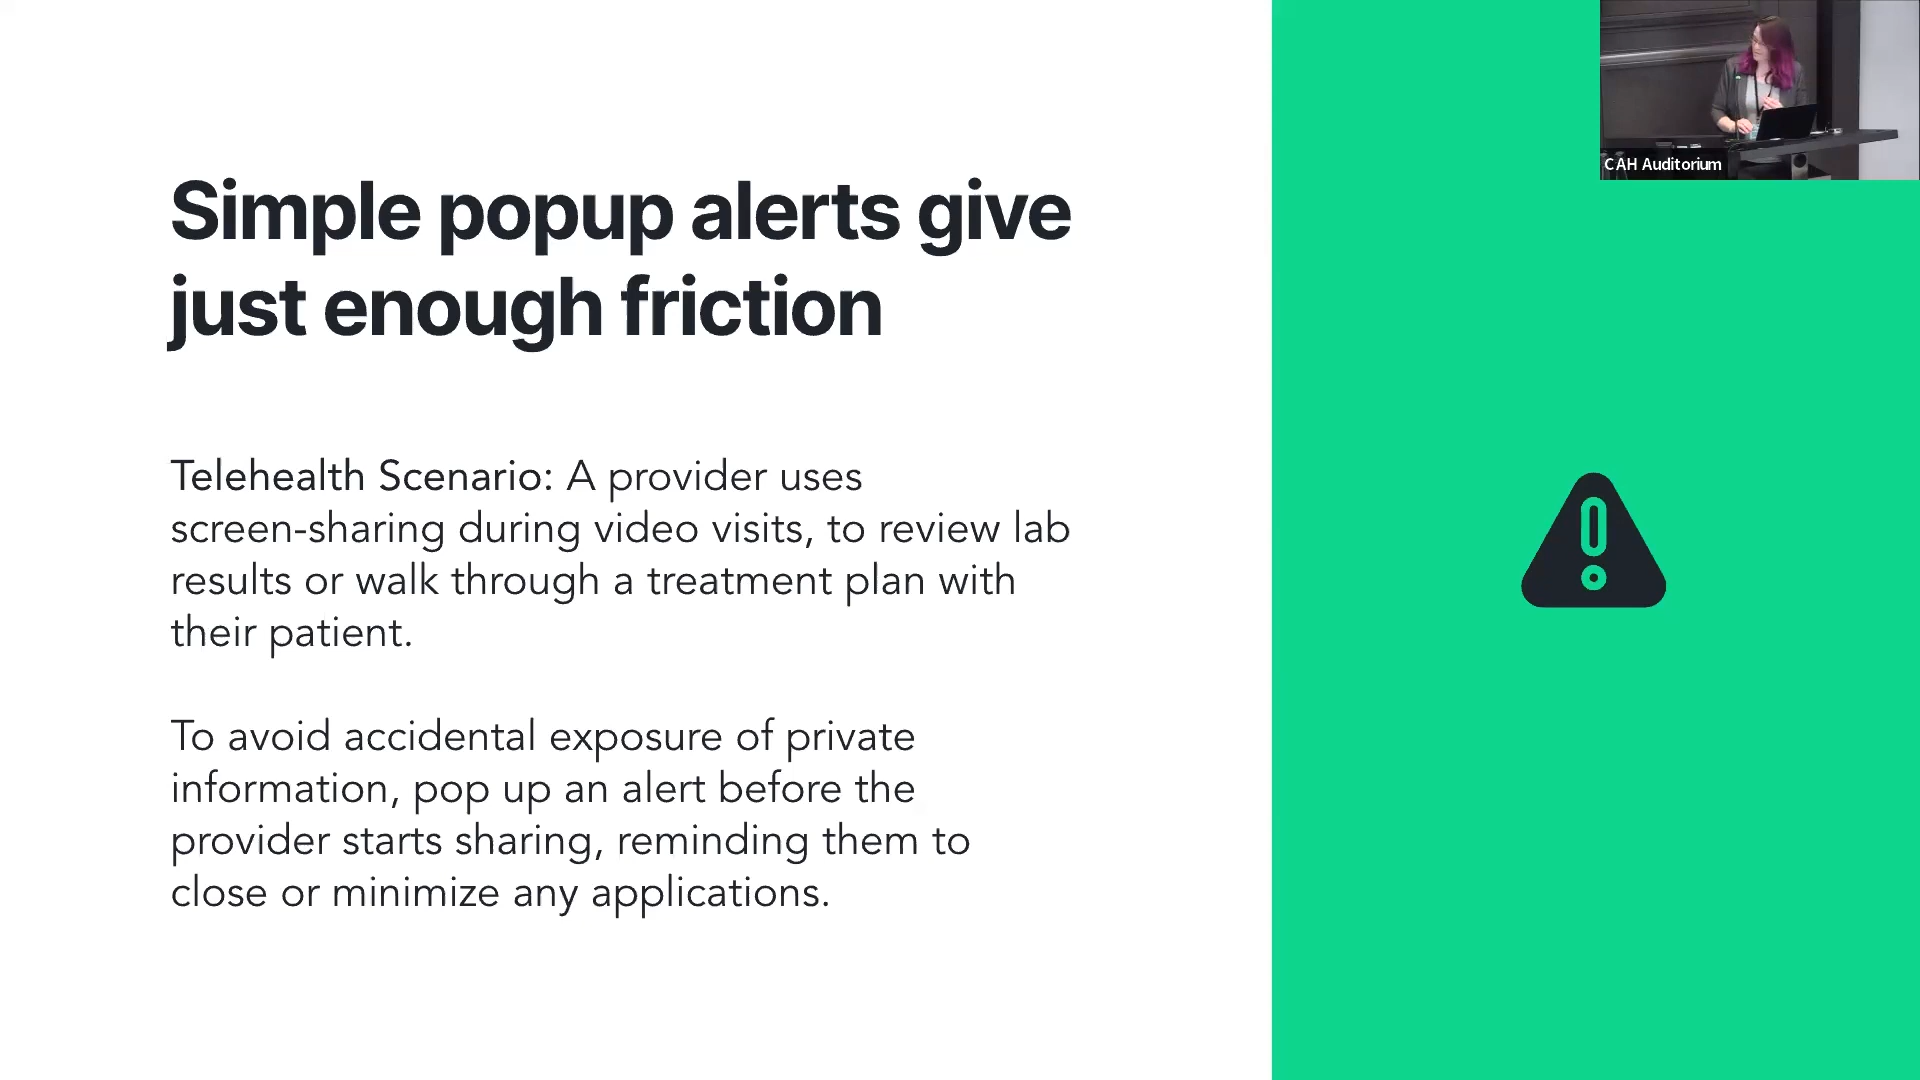 CAH Auditorium
Simple popup alerts give
just enough friction
Telehealth Scenario: A provider uses
screen-sharing during video visits, to review lab
results or walk through a treatment plan with
their patient.
To avoid accidental exposure of private
information, pop up an alert before the
provider starts sharing, reminding them to
close or minimize any applications.